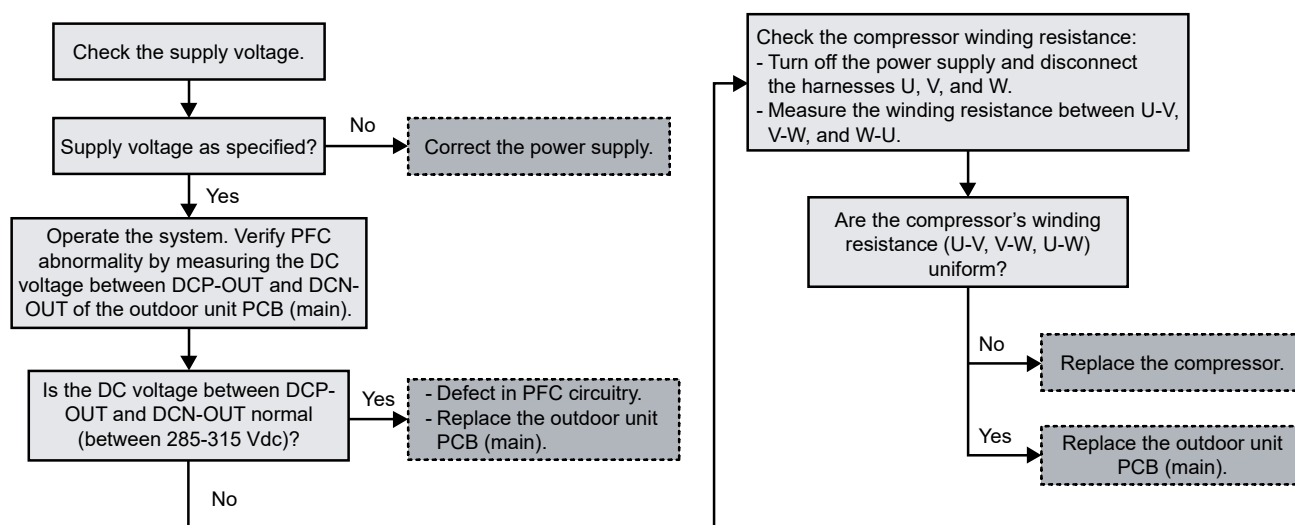 Check the supply voltage.
Supply voltage as specified?
No
Correct the power supply.
Yes
Operate the system. Verify PFC
abnormality by measuring the DC
voltage between DCP-OUT and DCN-
OUT of the outdoor unit PCB (main).
Is the DC voltage between DCP-
OUT and DCN-OUT normal
(between 285-315 Vdc)?
Yes
- Defect in PFC circuitry.
- Replace the outdoor unit
PCB (main).
No
Check the compressor winding resistance:
- Turn off the power supply and disconnect
the harnesses U, V, and W.
- Measure the winding resistance between U-V,
V-W, and W-U.
Are the compressor’s winding
resistance (U-V, V-W, U-W)
uniform?
No
Replace the compressor.
Yes
Replace the outdoor unit
PCB (main).